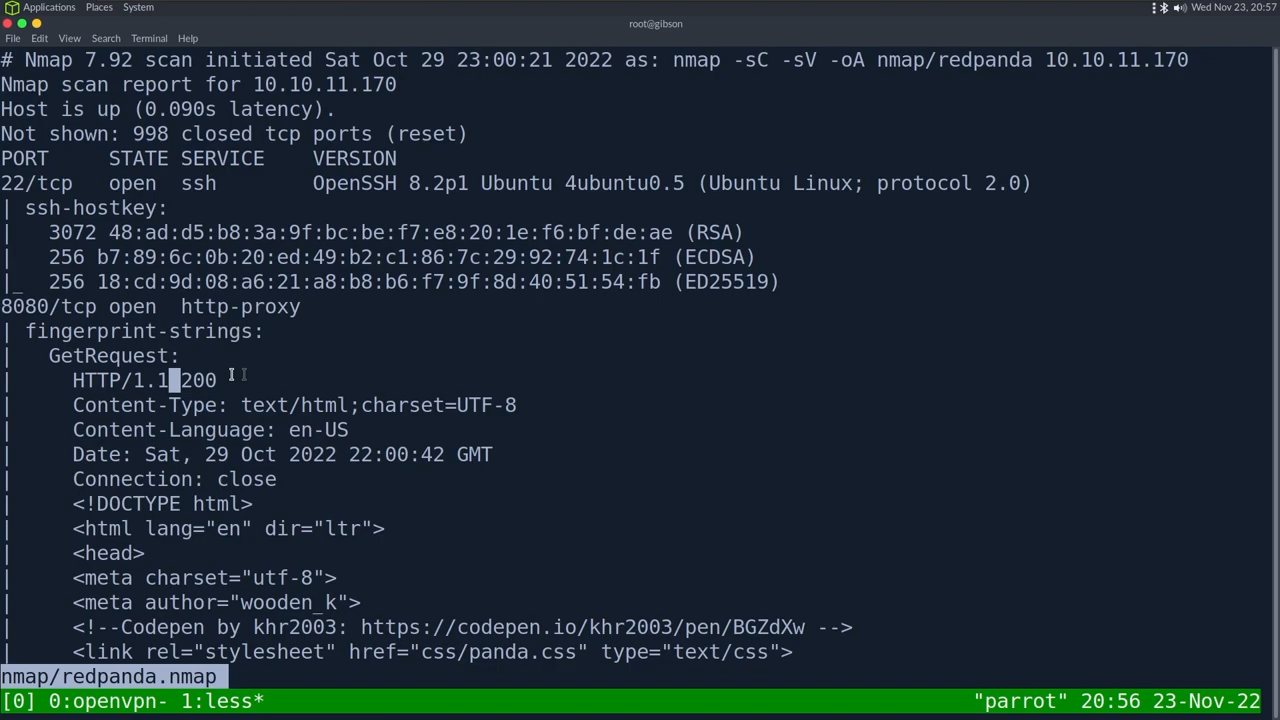 Applications Places System Wed Nov 23, 20:57
root@gibson
File Edit View Search Terminal Help
# Nmap 7.92 scan initiated Sat Oct 29 23:00:21 2022 as: nmap -sC -sV -oA nmap/redpanda 10.10.11.170
Nmap scan report for 10.10.11.170
Host is up (0.090s latency).
Not shown: 998 closed tcp ports (reset)
PORT     STATE SERVICE    VERSION
22/tcp   open  ssh        OpenSSH 8.2p1 Ubuntu 4ubuntu0.5 (Ubuntu Linux; protocol 2.0)
| ssh-hostkey:
|   3072 48:ad:d5:b8:3a:9f:bc:be:f7:e8:20:1e:f6:bf:de:ae (RSA)
|   256 b7:89:6c:0b:20:ed:49:b2:c1:86:7c:29:92:74:1c:1f (ECDSA)
|_  256 18:cd:9d:08:a6:21:a8:b8:b6:f7:9f:8d:40:51:54:fb (ED25519)
8080/tcp open  http-proxy
| fingerprint-strings:
|   GetRequest:
|     HTTP/1.1 200
|     Content-Type: text/html;charset=UTF-8
|     Content-Language: en-US
|     Date: Sat, 29 Oct 2022 22:00:42 GMT
|     Connection: close
|     <!DOCTYPE html>
|     <html lang="en" dir="ltr">
|     <head>
|     <meta charset="utf-8">
|     <meta author="wooden_k">
|     <!--Codepen by khr2003: https://codepen.io/khr2003/pen/BGZdXw -->
|     <link rel="stylesheet" href="css/panda.css" type="text/css">
nmap/redpanda.nmap
[0] 0:openvpn- 1:less* "parrot" 20:56 23-Nov-22